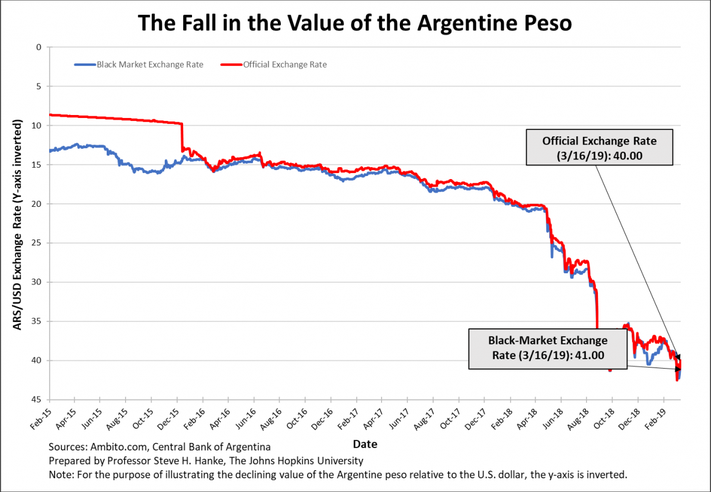 The Fall in the Value of the Argentine Peso
0
5
10
15
20
25
30
35
40
45
ARS/USD Exchange Rate (Y-axis inverted)
Black Market Exchange Rate
Official Exchange Rate
Official Exchange Rate
(3/16/19): 40.00
Black-Market Exchange
Rate (3/16/19): 41.00
Feb-15
Apr-15
Jun-15
Aug-15
Oct-15
Dec-15
Feb-16
Apr-16
Jun-16
Aug-16
Oct-16
Dec-16
Feb-17
Apr-17
Jun-17
Aug-17
Oct-17
Dec-17
Feb-18
Apr-18
Jun-18
Aug-18
Oct-18
Dec-18
Feb-19
Date
Sources: Ambito.com, Central Bank of Argentina
Prepared by Professor Steve H. Hanke, The Johns Hopkins University
Note: For the purpose of illustrating the declining value of the Argentine peso relative to the U.S. dollar, the y-axis is inverted.